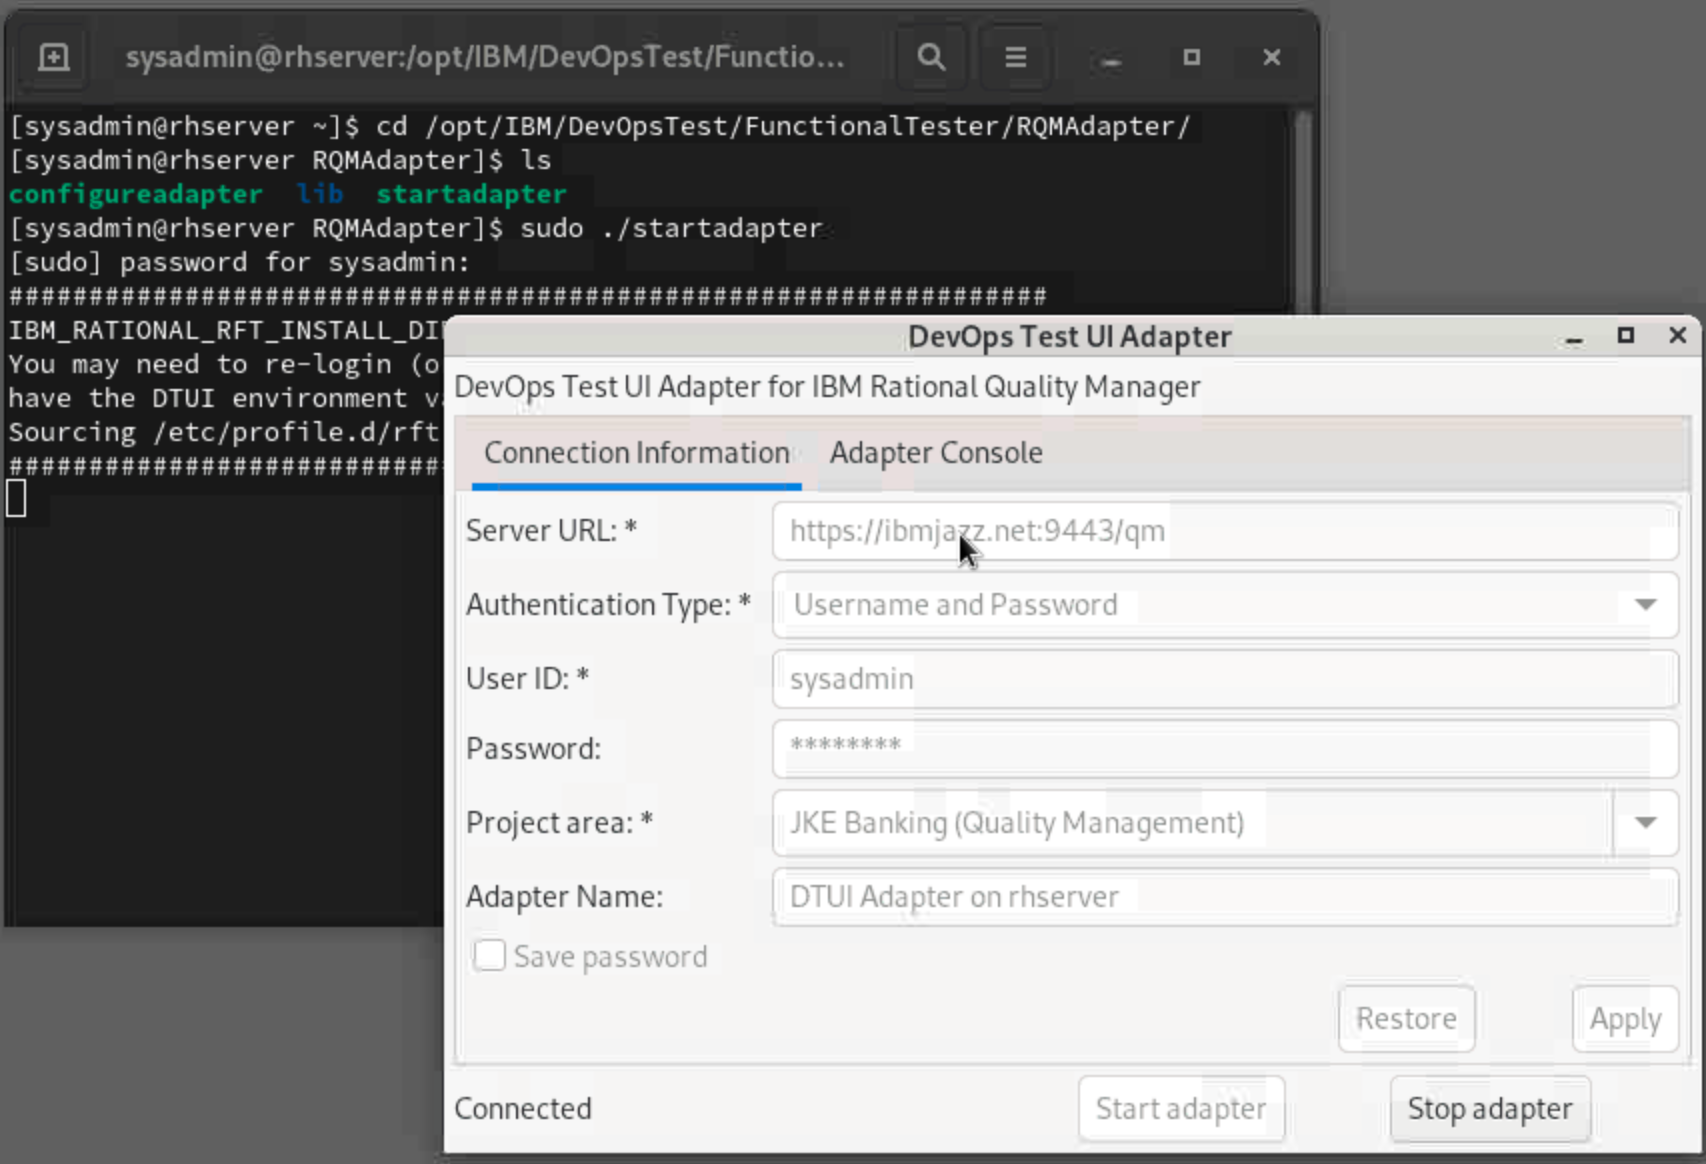 sysadmin@rhserver:/opt/IBM/DevOpsTest/Functio...
[sysadmin@rhserver ~]$ cd /opt/IBM/DevOpsTest/FunctionalTester/RQMAdapter/
[sysadmin@rhserver RQMAdapter]$ ls
configureadapter lib startadapter
[sysadmin@rhserver RQMAdapter]$ sudo ./startadapter
[sudo] password for sysadmin:
#################################################################
IBM_RATIONAL_RFT_INSTALL_DI
You may need to re-login (o
have the DTUI environment v
Sourcing /etc/profile.d/rft
###########################
DevOps Test UI Adapter
DevOps Test UI Adapter for IBM Rational Quality Manager
Connection Information Adapter Console
Server URL: * https://ibmjazz.net:9443/qm
Authentication Type: * Username and Password
User ID: * sysadmin
Password: ********
Project area: * JKE Banking (Quality Management)
Adapter Name: DTUI Adapter on rhserver
Save password
Restore Apply
Connected Start adapter Stop adapter